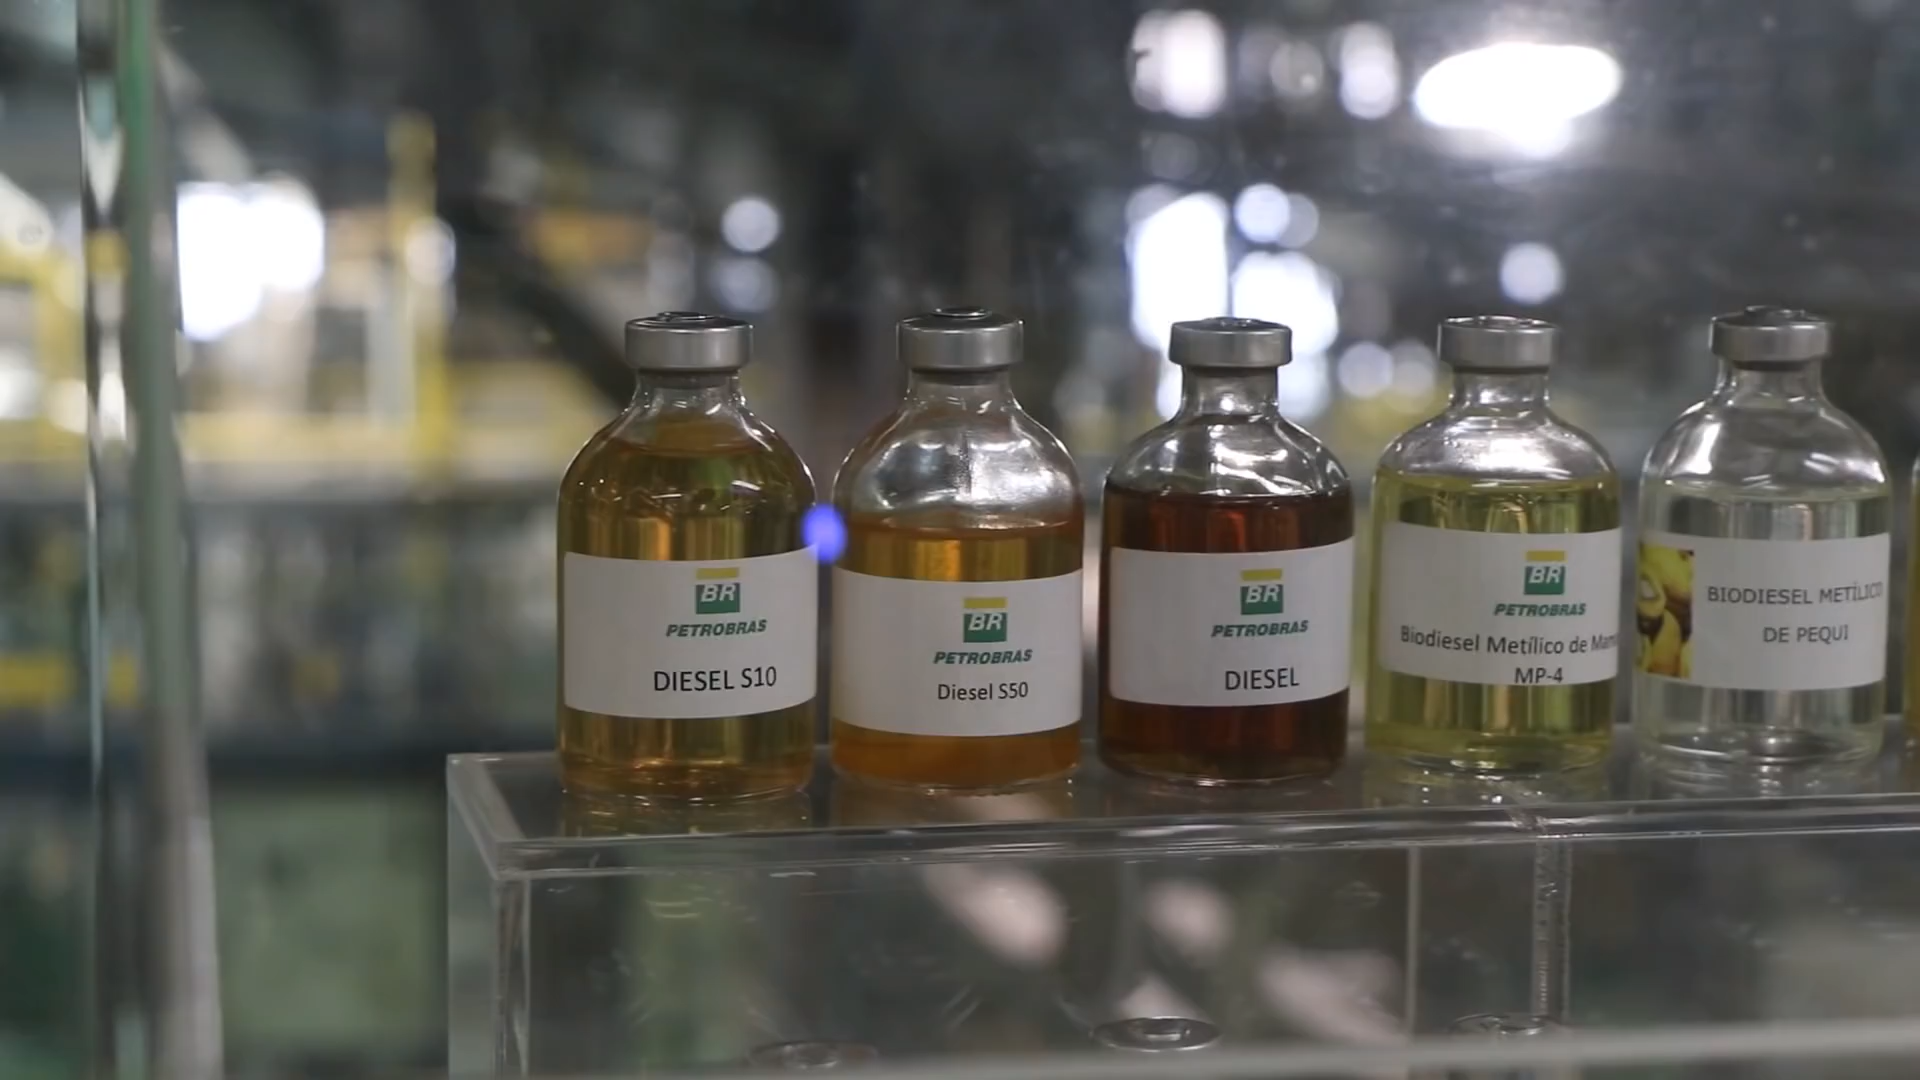 BR
PETROBRAS
DIESEL S10
BR
PETROBRAS
Diesel S50
BR
PETROBRAS
DIESEL
BR
PETROBRAS
Biodiesel Metílico de
MP-4
BIODIESEL METÍLICO
DE PEQUI